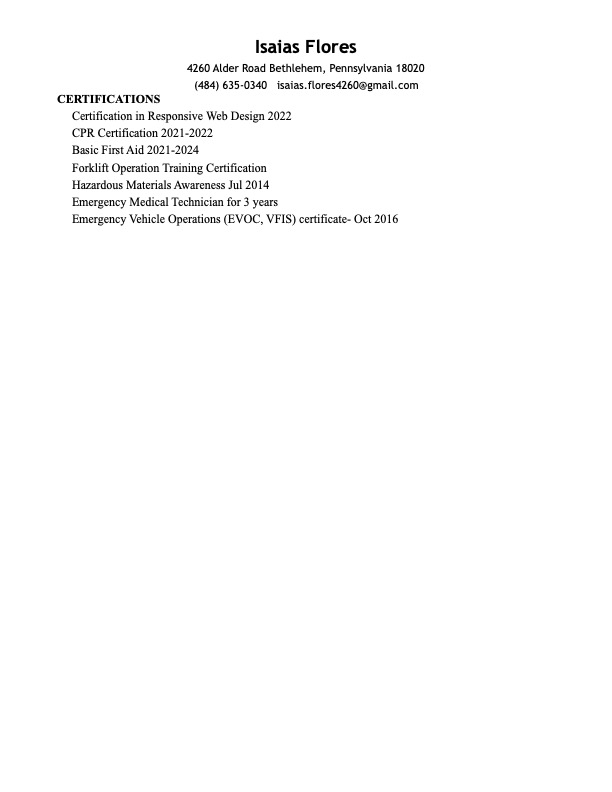 Isaias Flores
4260 Alder Road Bethlehem, Pennsylvania 18020
(484) 635-0340 isaias.flores4260@gmail.com
CERTIFICATIONS
Certification in Responsive Web Design 2022
CPR Certification 2021-2022
Basic First Aid 2021-2024
Forklift Operation Training Certification
Hazardous Materials Awareness Jul 2014
Emergency Medical Technician for 3 years
Emergency Vehicle Operations (EVOC, VFIS) certificate- Oct 2016